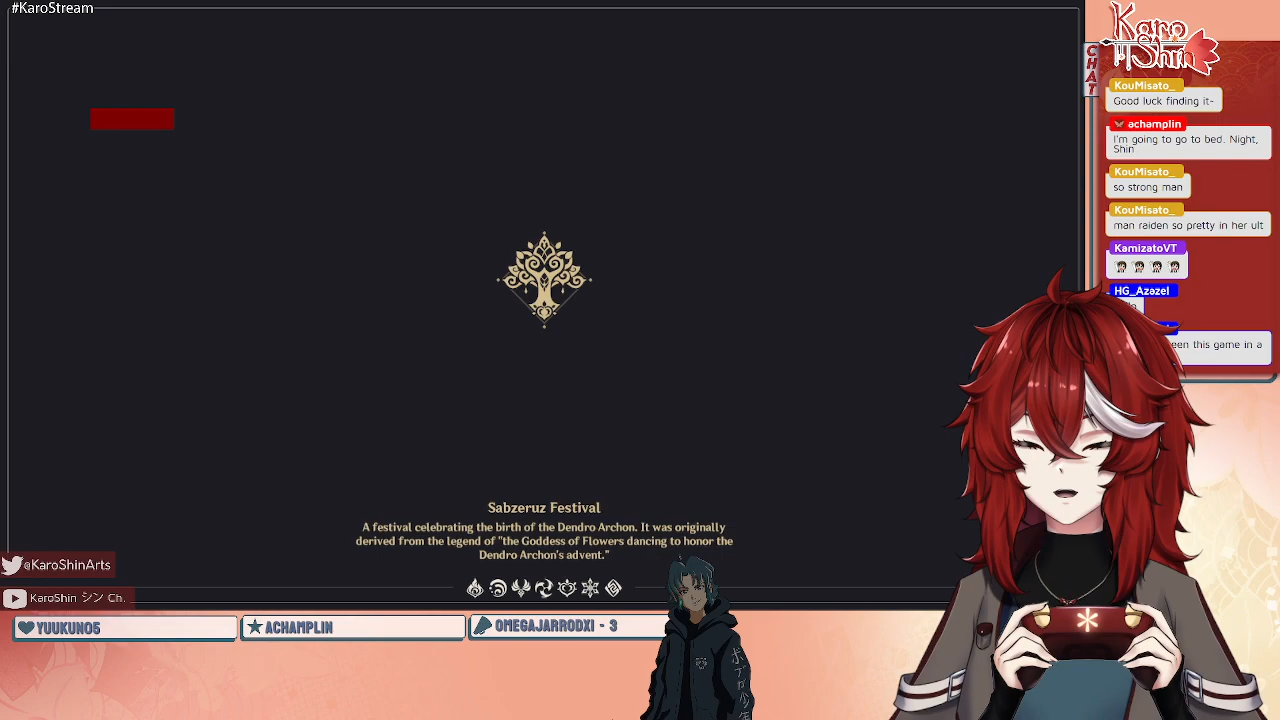 #KaroStream
Karo
Shin
CHAT
KouMisato_
Good luck finding it-
achamplin
I'm going to go to bed. Night,
Shin
KouMisato_
so strong man
KouMisato_
man raiden so pretty in her ult
KamizatoVT
HG_Azazel
een this game in a
Sabzeruz Festival
A festival celebrating the birth of the Dendro Archon. It was originally
derived from the legend of "the Goddess of Flowers dancing to honor the
Dendro Archon's advent."
@KaroShinArts
KaroShin シン Ch.
YUUKUNO5
ACHAMPLIN
OMEGAJARRODXI - 3